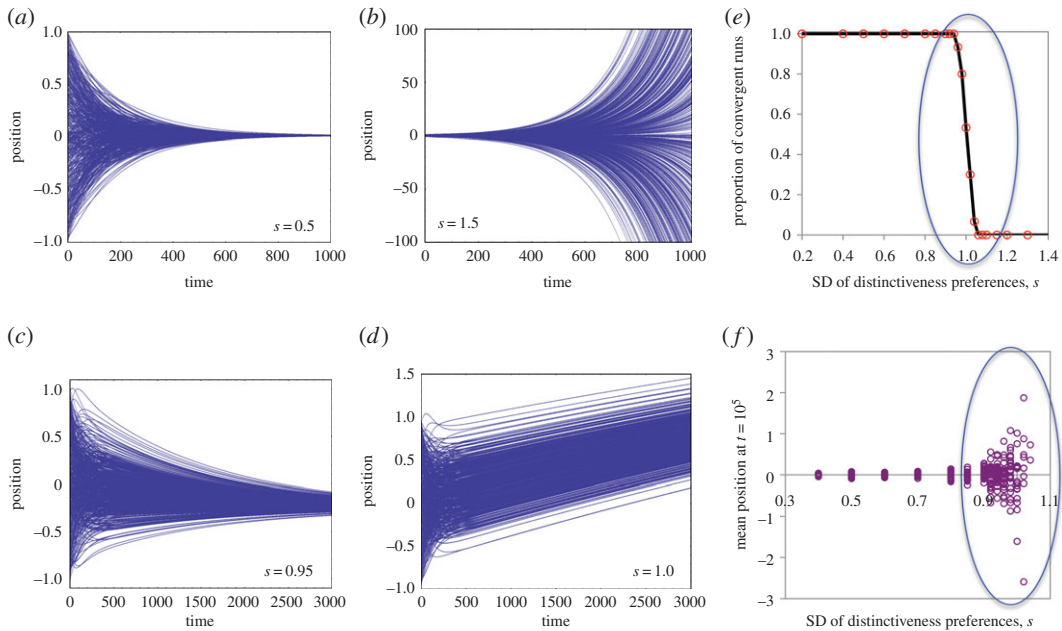 (a)
1.0
0.5
0
−0.5
−1.0
position
s = 0.5
0 200 400 600 800 1000
time
(b)
100
50
0
−50
−100
position
s = 1.5
0 200 400 600 800 1000
time
(e)
1.0
0.8
0.6
0.4
0.2
0
proportion of convergent runs
0.2 0.4 0.6 0.8 1.0 1.2 1.4
SD of distinctiveness preferences, s
(c)
1.0
0.5
0
−0.5
−1.0
position
s = 0.95
0 500 1000 1500 2000 2500 3000
time
(d)
1.5
1.0
0.5
0
−0.5
−1.0
position
s = 1.0
0 500 1000 1500 2000 2500 3000
time
(f)
3
2
1
0
−1
−2
−3
mean position at t = 10⁵
0.3 0.5 0.7 0.9 1.1
SD of distinctiveness preferences, s